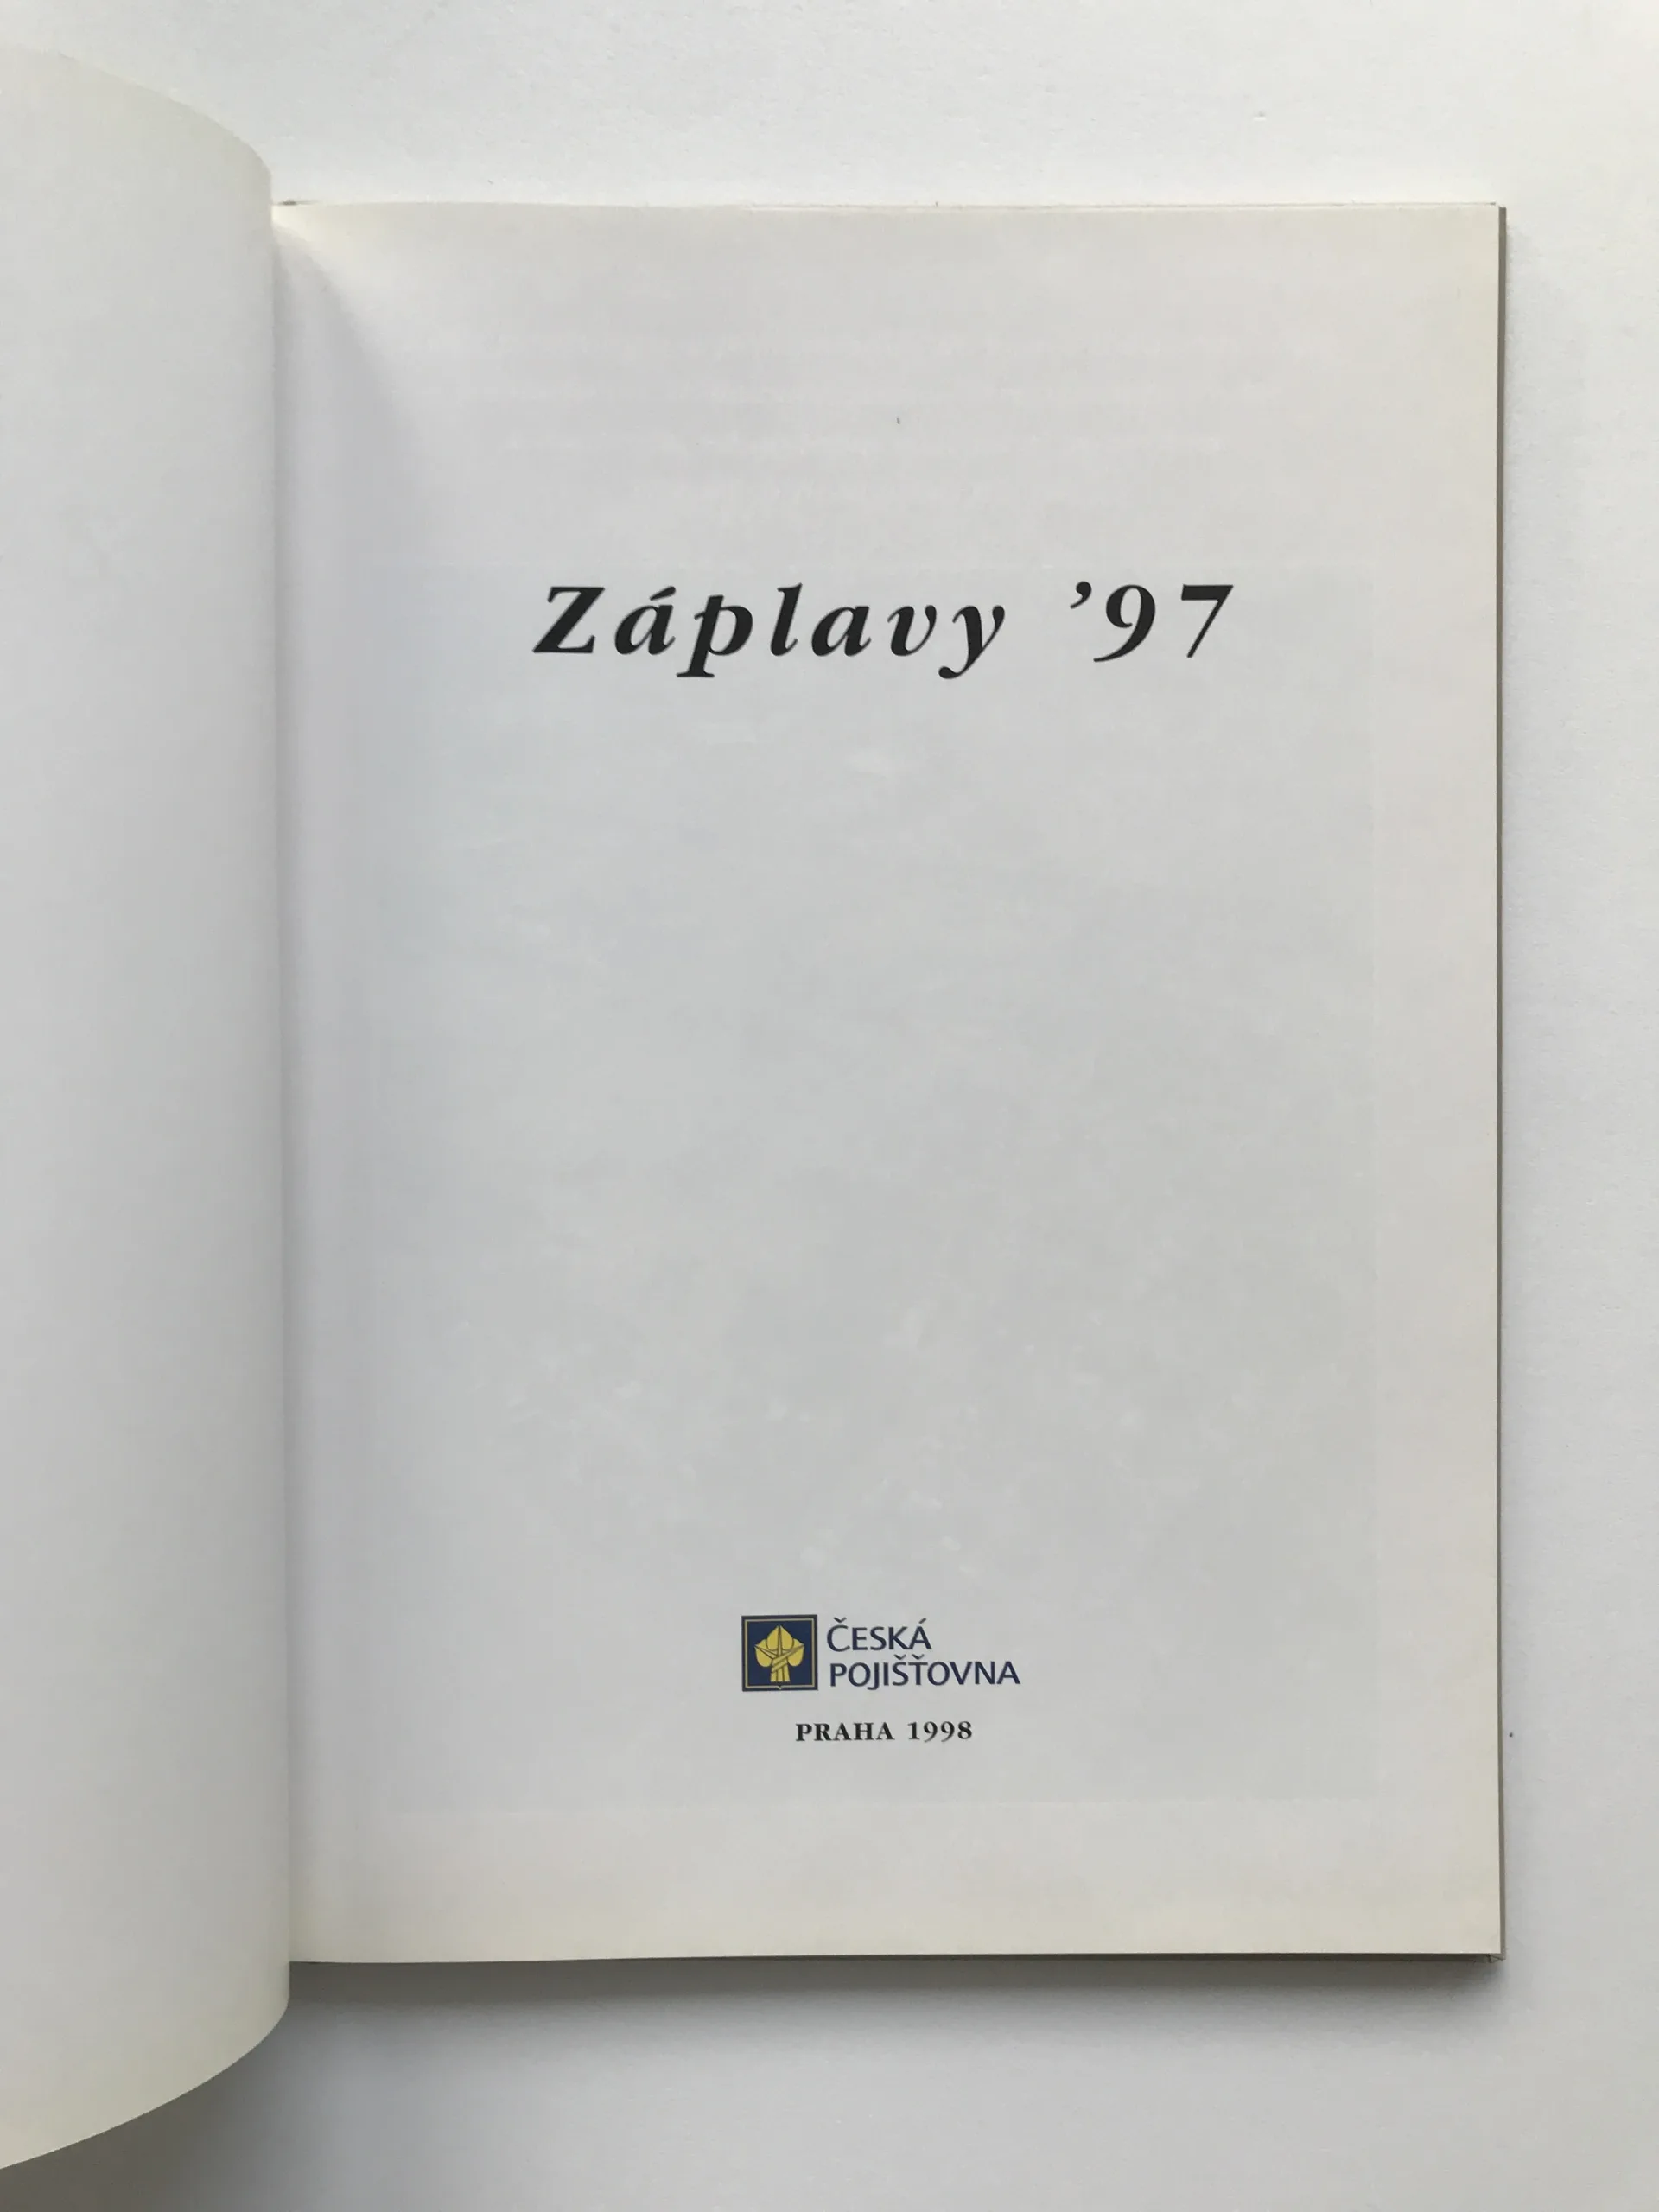 Záplavy ’97
ČESKÁ
POJIŠŤOVNA
PRAHA 1998